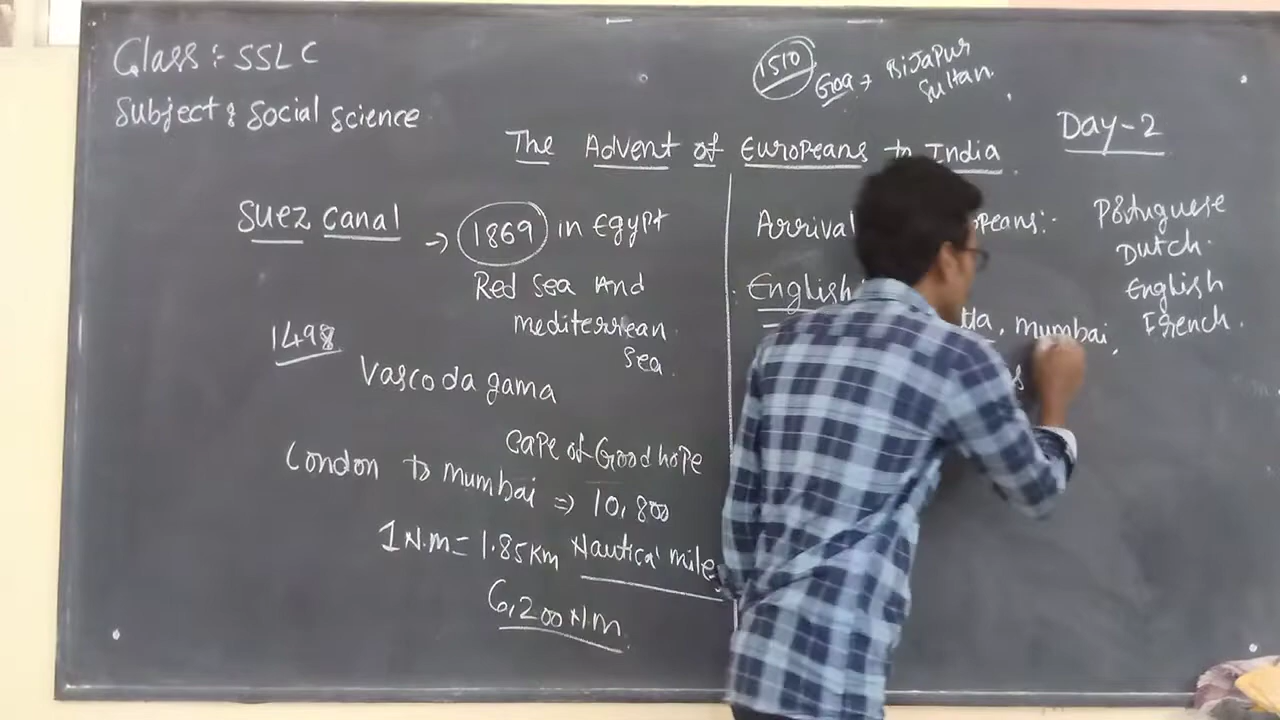 Class :- SSLC
Subject : Social Science
1510
Goa → Bijapur
Sultan.
Day-2
The Advent of Europeans to India
Suez canal → 1869 in Egypt
Red Sea And
mediterrean
Sea.
1498
Vasco da gama
Cape of Good hope
London to Mumbai ⇒ 10,800
1 N.M = 1.85 Km Nautical miles
6,200 N.M
Arrival
Portuguese
Dutch.
English
French.
English
, mumbai,